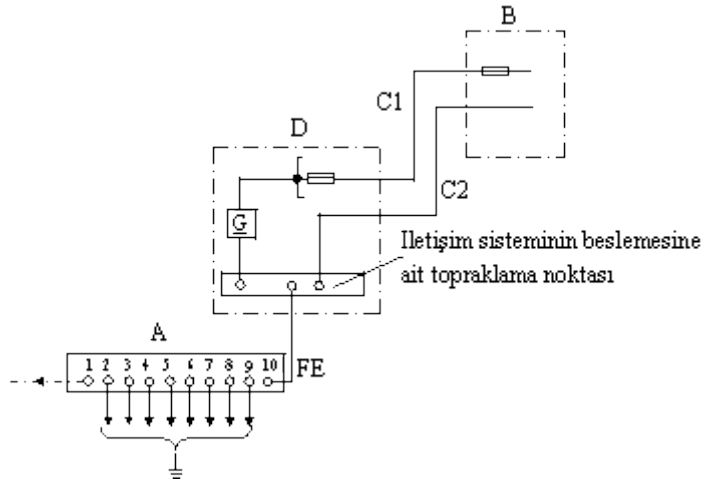 B
C1
D
C2
G
Iletişim sisteminin beslemesine
ait topraklama noktası
A
1 2 3 4 5 6 7 8 9 10
FE